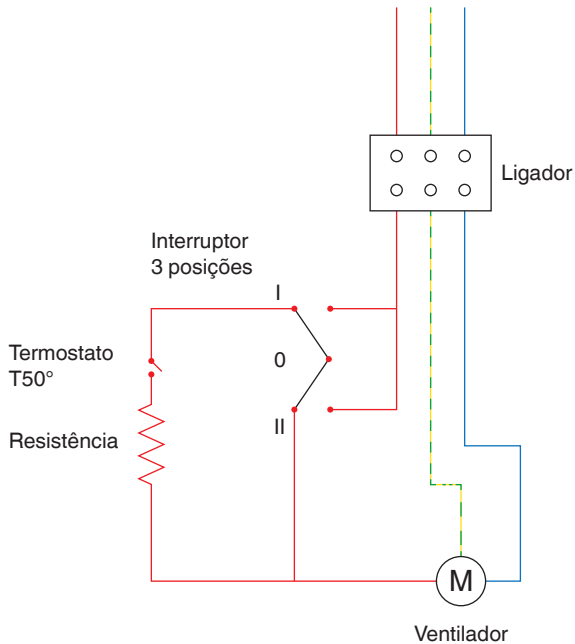 Ligador
Interruptor
3 posições
I
0
II
Termostato
T50°
Resistência
M
Ventilador